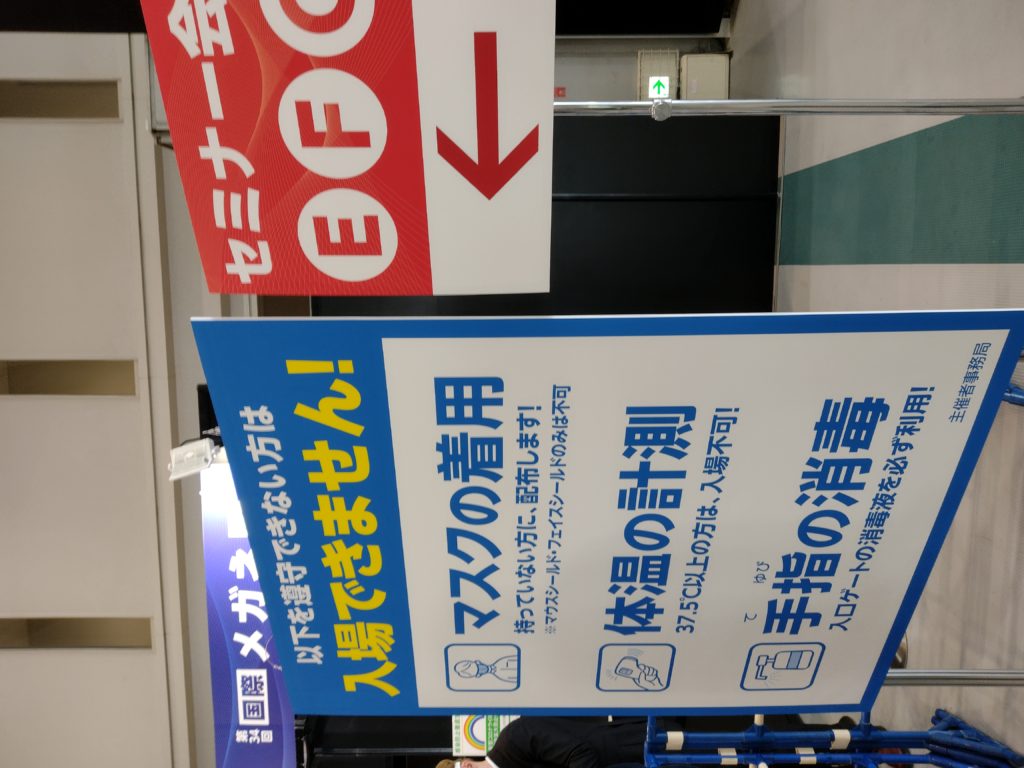 セミナー会
E F
以下を遵守できない方は
入場できません!
マスクの着用
持っていない方に、配布します!
※マウスシールド・フェイスシールドのみは不可
体温の計測
37.5℃以上の方は、入場不可!
て ゆび
手指の消毒
入口ゲートの消毒液を必ず利用!
主催者事務局
第34回 国際 メガネ